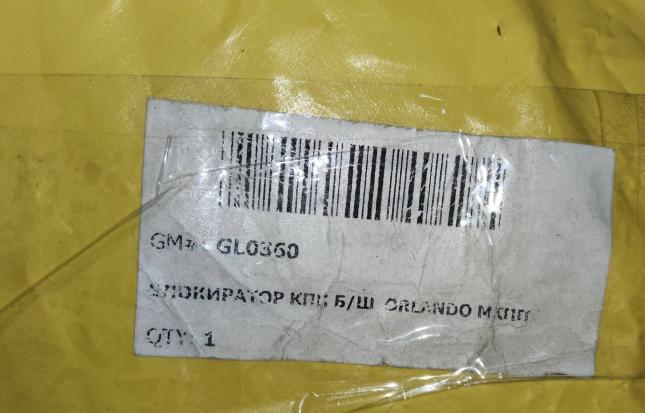 GM# GL0360
БЛОКИРАТОР КПП Б/Ш ORLANDO МКПП
QTY: 1